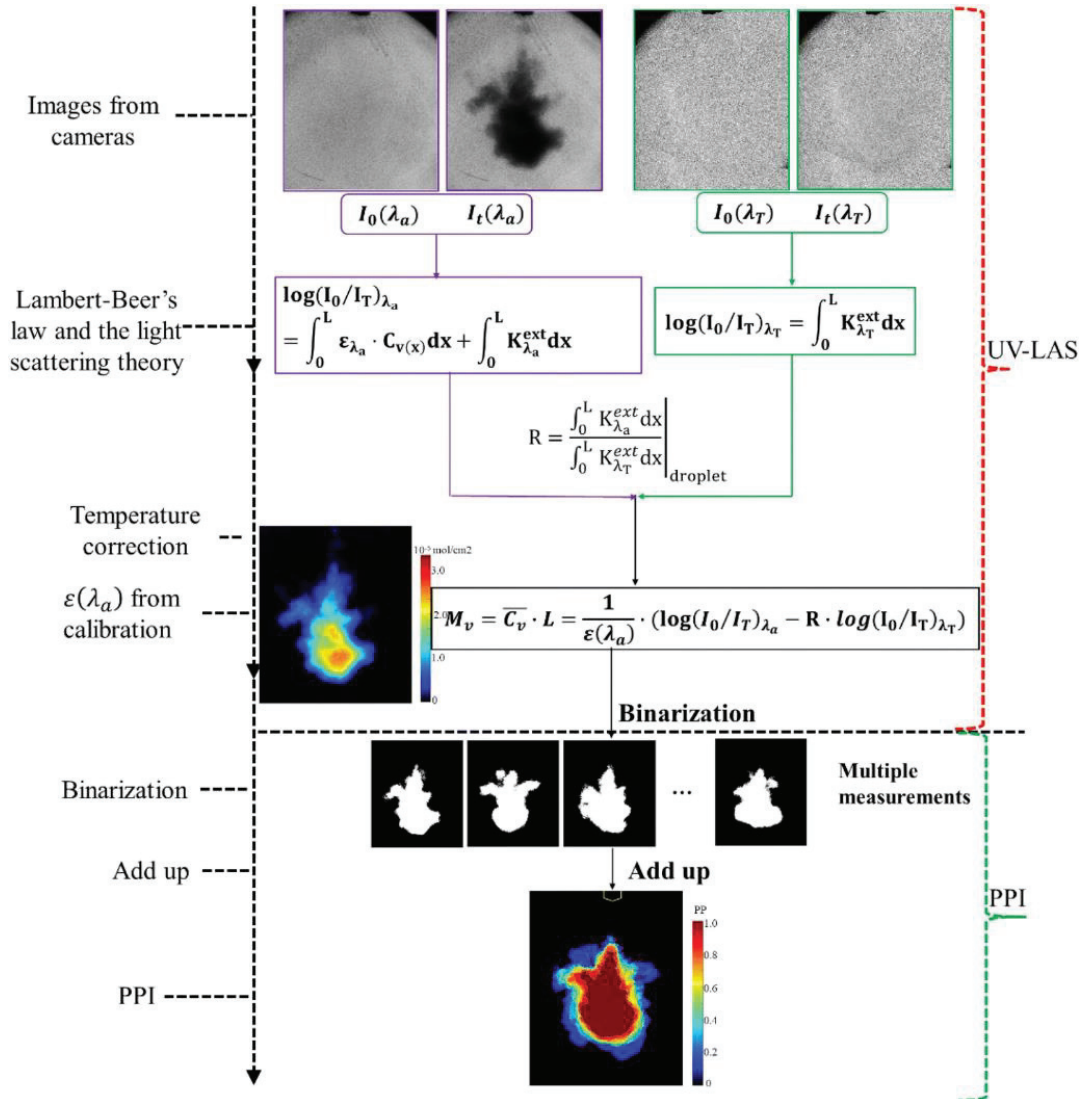 Images from
cameras
I₀(λₐ) Iₜ(λₐ)
I₀(λ_T) Iₜ(λ_T)
Lambert-Beer's
law and the light
scattering theory
log(I₀/I_T)_λₐ
= ∫₀ᴸ ε_λₐ · C_v(x) dx + ∫₀ᴸ K_λₐ^ext dx
log(I₀/I_T)_λ_T = ∫₀ᴸ K_λ_T^ext dx
UV-LAS
R = ∫₀ᴸ K_λₐ^ext dx / ∫₀ᴸ K_λ_T^ext dx |droplet
Temperature
correction
ε(λₐ) from
calibration
10⁻⁵ mol/cm2
3.0
2.0
1.0
0
M_v = C̅_v · L = 1/ε(λₐ) · (log(I₀/I_T)_λₐ − R · log(I₀/I_T)_λ_T)
Binarization
Binarization
Multiple
measurements
...
Add up
Add up
PPI
PP
1.0
0.8
0.6
0.4
0.2
0
PPI